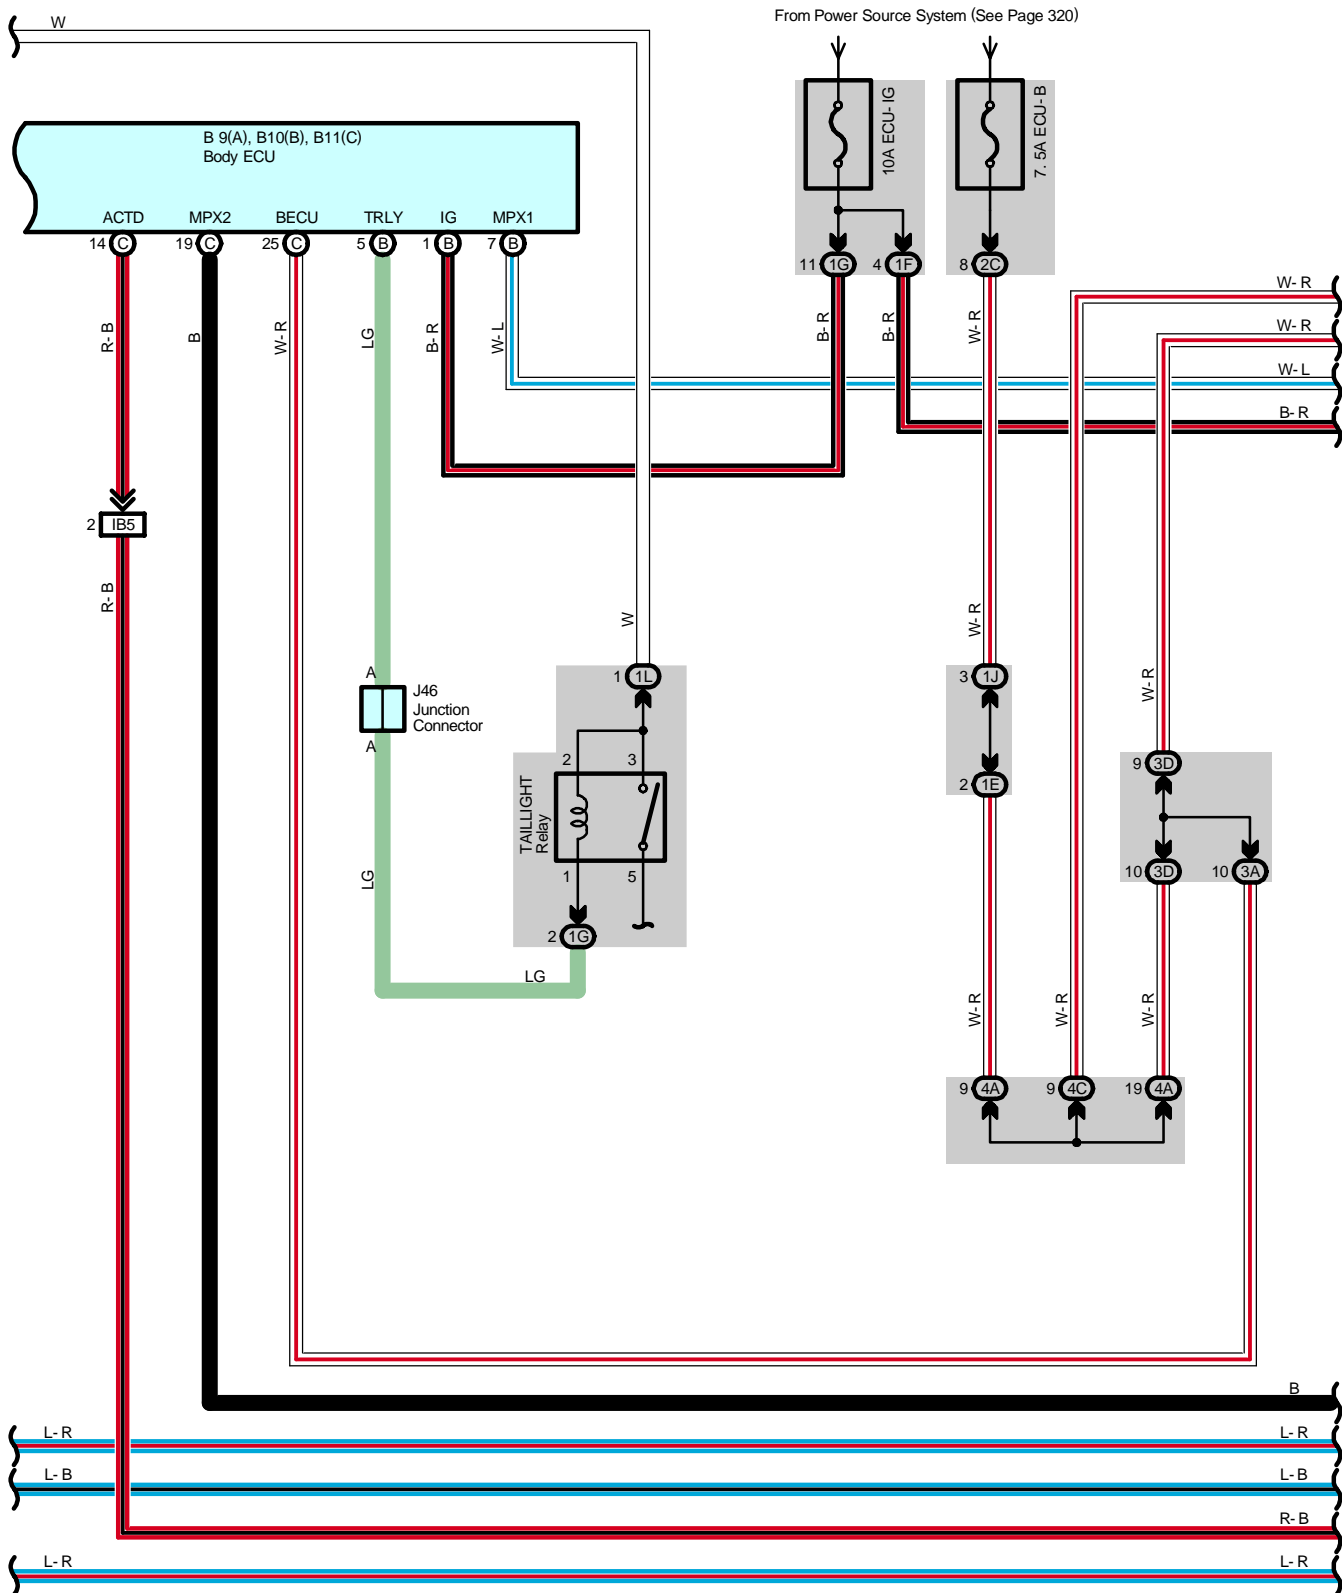 W
From Power Source System (See Page 320)
10A ECU-IG
7. 5A ECU-B
B 9(A), B10(B), B11(C)
Body ECU
ACTD MPX2 BECU TRLY IG MPX1
14 C 19 C 25 C 5 B 1 B 7 B
11 1G 4 1F 8 2C
W-R
R-B B W-R LG B-R W-L B-R B-R W-R
W-R
W-L
B-R
2 IB5
R-B
W
W-R
A
J46
Junction
Connector
A
1 1L
3 1J
W-R
2 3
TAILLIGHT
Relay
1 5
2 1E
9 3D
10 3D 10 3A
LG
2 1G
LG
W-R W-R W-R
9 4A 9 4C 19 4A
B
L-R L-R
L-B L-B
R-B
L-R L-R